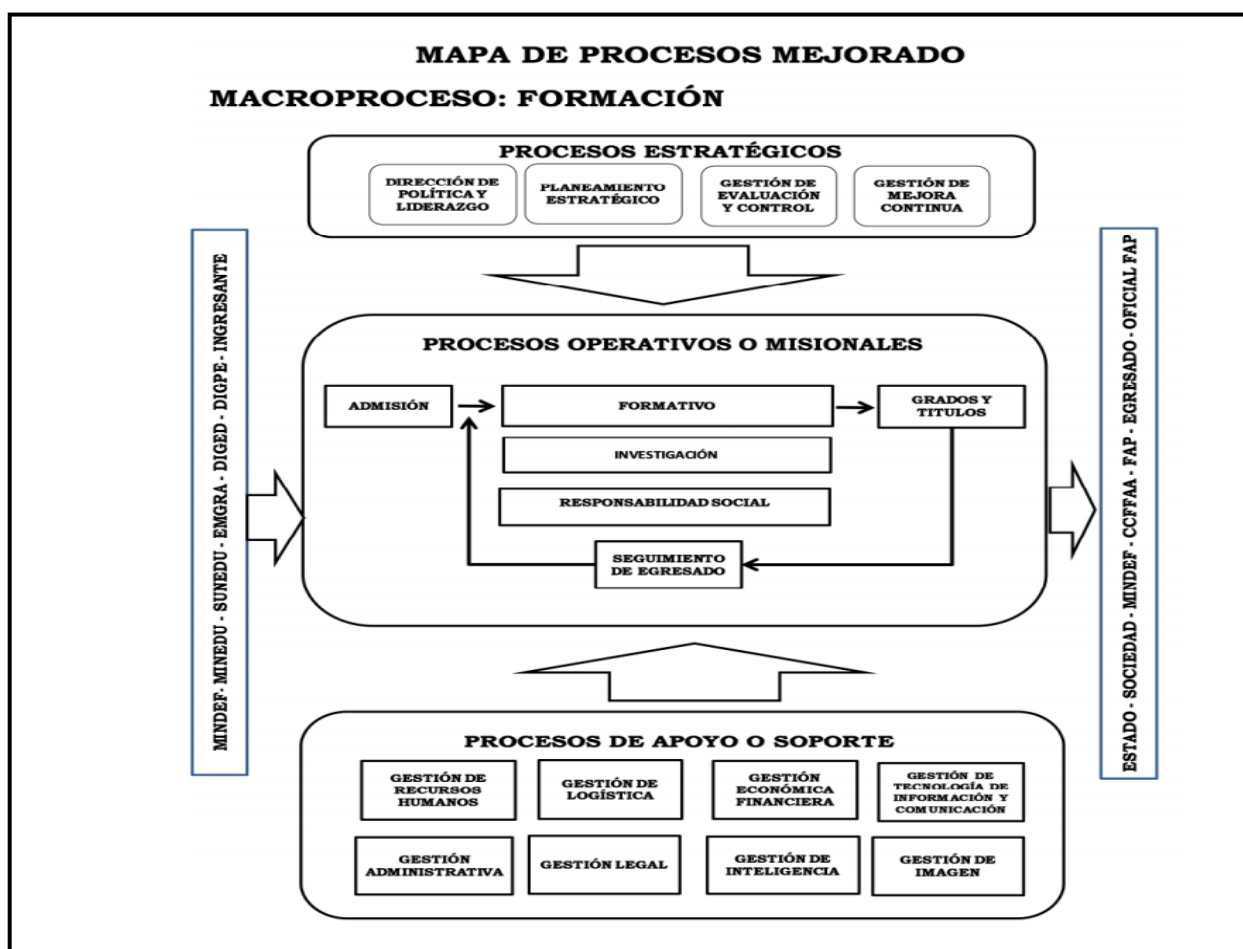 MAPA DE PROCESOS MEJORADO
MACROPROCESO: FORMACIÓN
PROCESOS ESTRATÉGICOS
DIRECCIÓN DE
POLÍTICA Y
LIDERAZGO
PLANEAMIENTO
ESTRATÉGICO
GESTIÓN DE
EVALUACIÓN
Y CONTROL
GESTIÓN DE
MEJORA
CONTINUA
MINDEF- MINEDU - SUNEDU - EMGRA - DIGED - DIGPE - INGRESANTE
PROCESOS OPERATIVOS O MISIONALES
ADMISIÓN
FORMATIVO
GRADOS Y
TITULOS
INVESTIGACIÓN
RESPONSABILIDAD SOCIAL
SEGUIMIENTO
DE EGRESADO
ESTADO - SOCIEDAD - MINDEF - CCFFAA - FAP - EGRESADO - OFICIAL FAP
PROCESOS DE APOYO O SOPORTE
GESTIÓN DE
RECURSOS
HUMANOS
GESTIÓN DE
LOGÍSTICA
GESTIÓN
ECONÓMICA
FINANCIERA
GESTIÓN DE
TECNOLOGÍA DE
INFORMACIÓN Y
COMUNICACIÓN
GESTIÓN
ADMINISTRATIVA
GESTIÓN LEGAL
GESTIÓN DE
INTELIGENCIA
GESTIÓN DE
IMAGEN